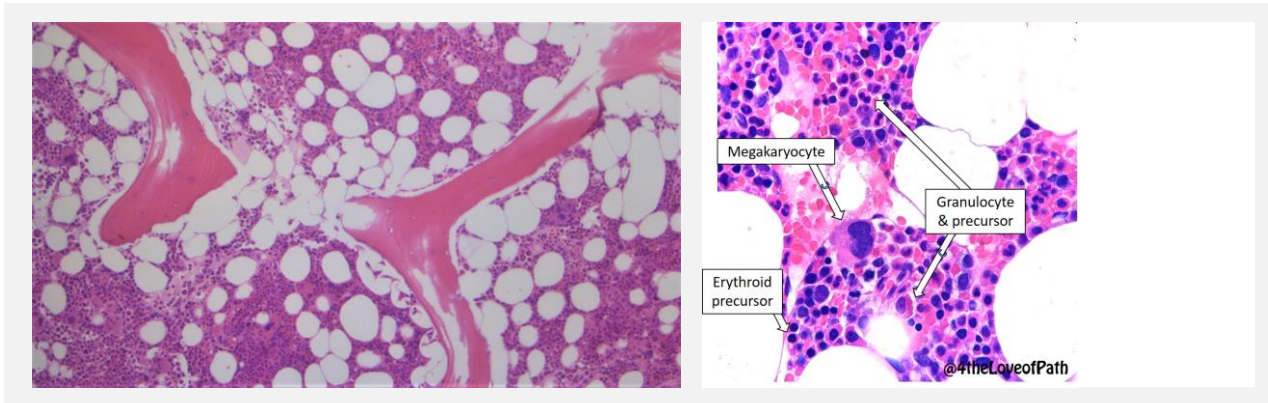 Megakaryocyte
Granulocyte
& precursor
Erythroid
precursor
@4theLoveofPath